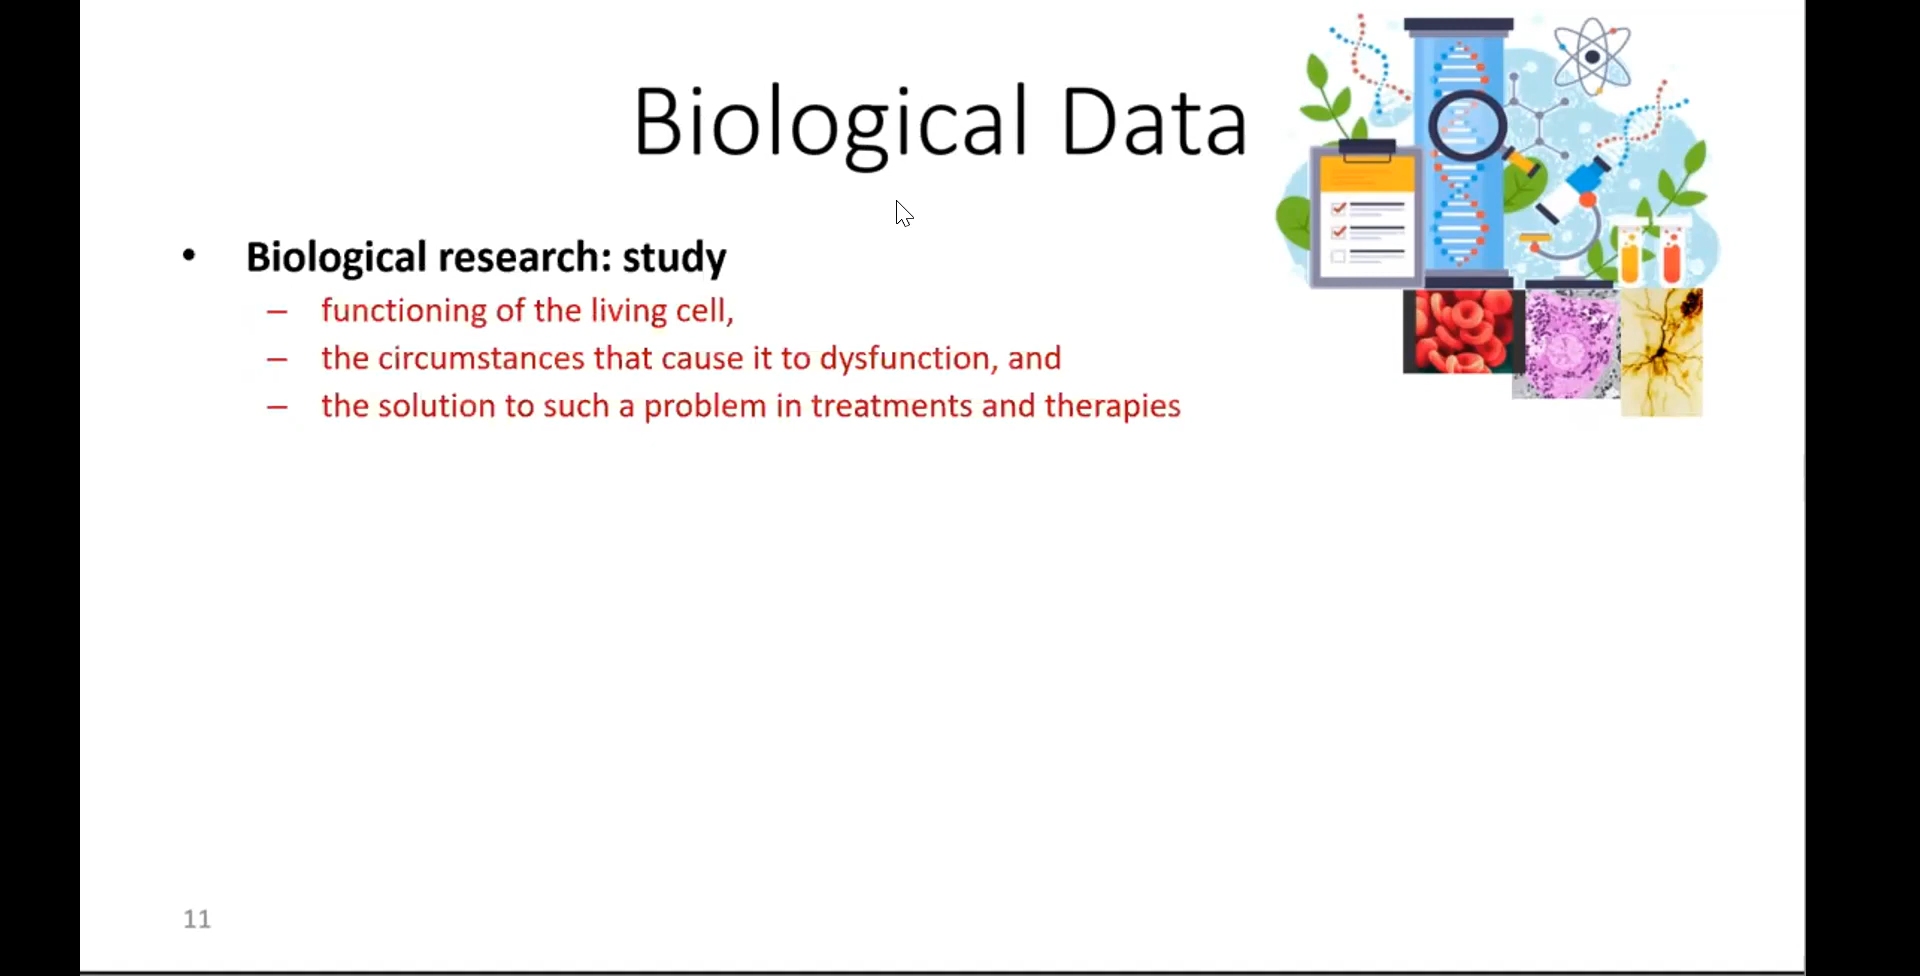 Biological Data
• Biological research: study
– functioning of the living cell,
– the circumstances that cause it to dysfunction, and
– the solution to such a problem in treatments and therapies
11